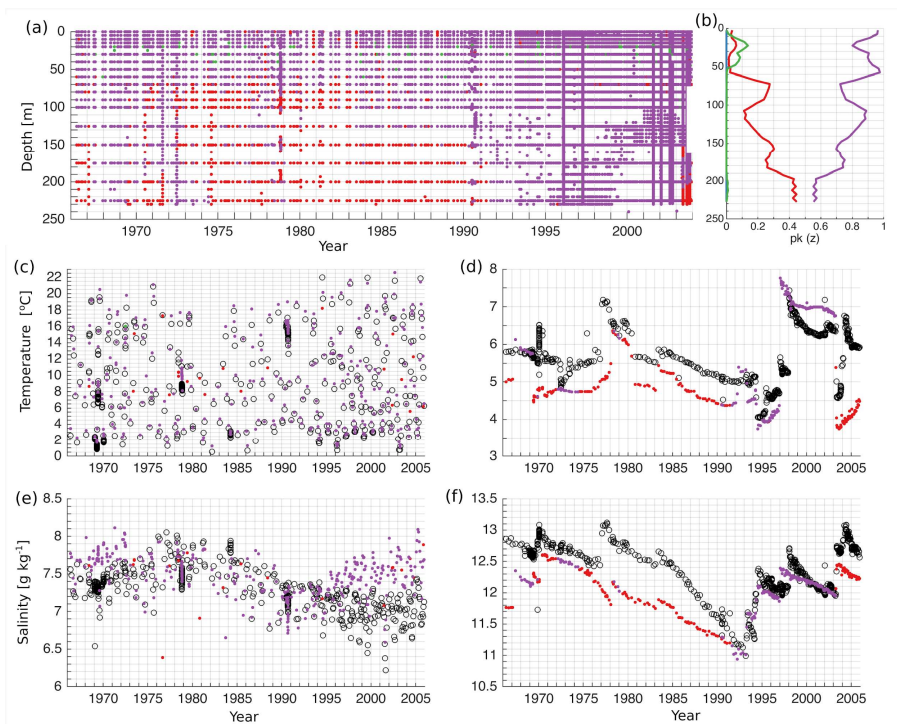 (a)
0
50
100
150
200
250
Depth [m]
1970 1975 1980 1985 1990 1995 2000
Year
(b)
0
50
100
150
200
250
0 0.2 0.4 0.6 0.8 1
pk (z)
(c)
22
20
18
16
14
12
10
8
6
4
2
0
Temperature [°C]
1970 1975 1980 1985 1990 1995 2000 2005
(d)
8
7
6
5
4
3
1970 1975 1980 1985 1990 1995 2000 2005
(e)
8.5
8
7.5
7
6.5
6
Salinity [g kg⁻¹]
1970 1975 1980 1985 1990 1995 2000 2005
Year
(f)
13.5
13
12.5
12
11.5
11
10.5
1970 1975 1980 1985 1990 1995 2000 2005
Year